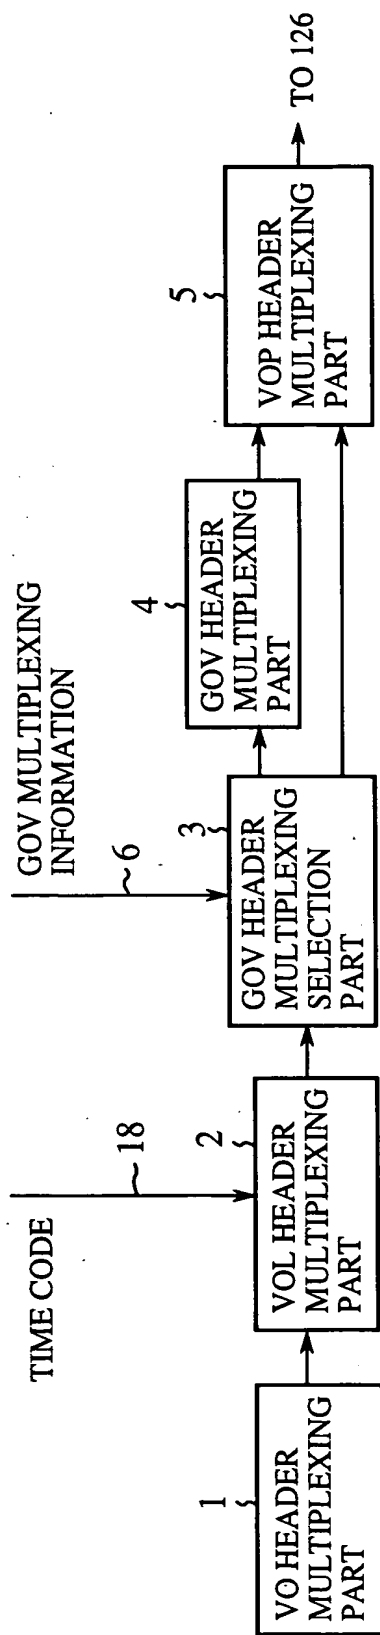 TIME CODE
18
GOV MULTIPLEXING
INFORMATION
6
1
VO HEADER
MULTIPLEXING
PART
2
VOL HEADER
MULTIPLEXING
PART
3
GOV HEADER
MULTIPLEXING
SELECTION
PART
4
GOV HEADER
MULTIPLEXING
PART
5
VOP HEADER
MULTIPLEXING
PART
TO 126